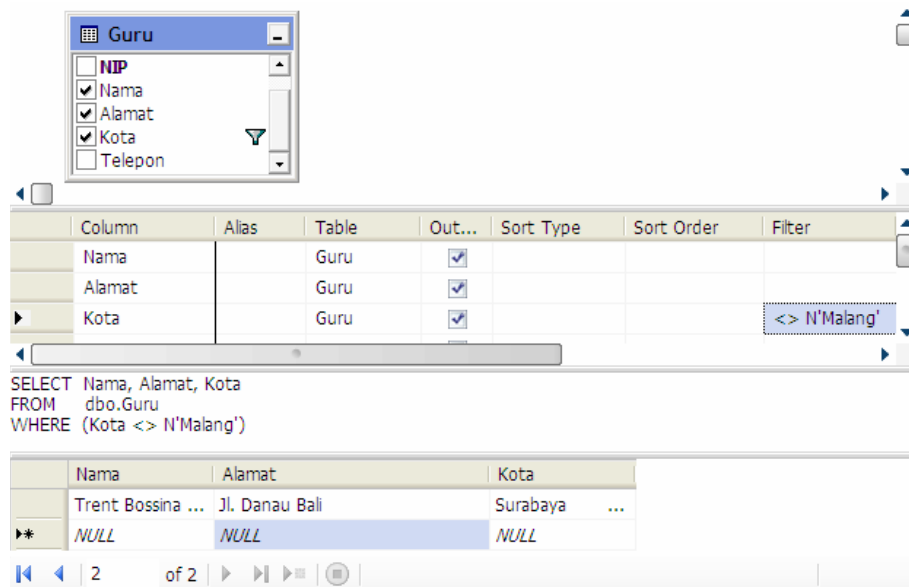 Guru
NIP
Nama
Alamat
Kota
Telepon
Column Alias Table Out... Sort Type Sort Order Filter
Nama Guru
Alamat Guru
Kota Guru <> N'Malang'
SELECT Nama, Alamat, Kota
FROM dbo.Guru
WHERE (Kota <> N'Malang')
Nama Alamat Kota
Trent Bossina ... Jl. Danau Bali Surabaya ...
NULL NULL NULL
2 of 2